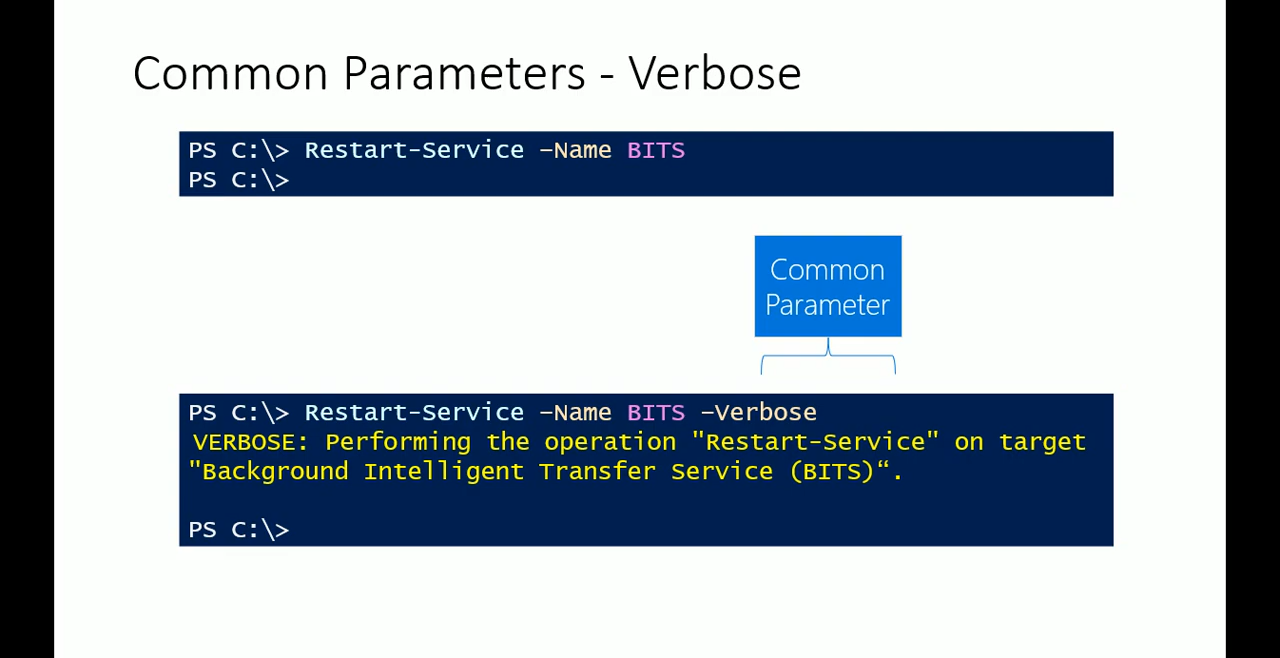 Common Parameters - Verbose
PS C:\> Restart-Service –Name BITS
PS C:\>
Common
Parameter
PS C:\> Restart-Service –Name BITS –Verbose
VERBOSE: Performing the operation "Restart-Service" on target
"Background Intelligent Transfer Service (BITS)“.
PS C:\>